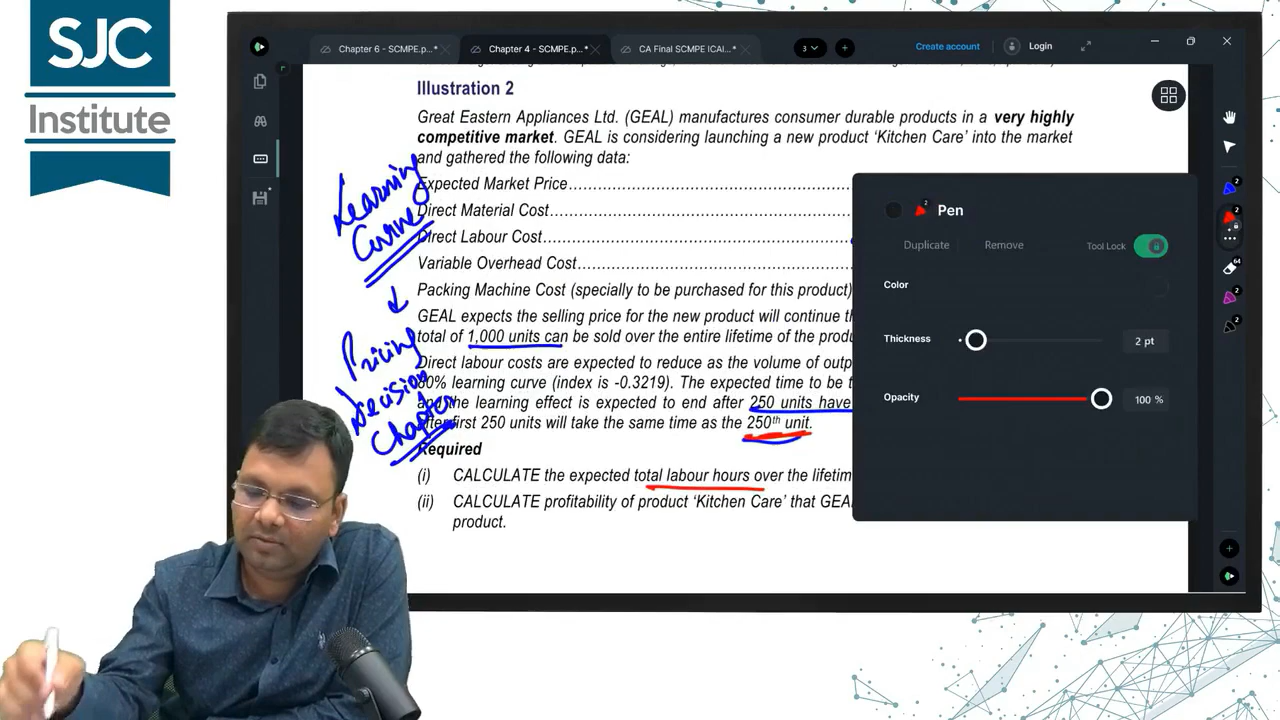 SJC
Institute
Chapter 6 - SCMPE.p...*
Chapter 4 - SCMPE.p...*
CA Final SCMPE ICAI...*
3
Create account
Login
Illustration 2
Great Eastern Appliances Ltd. (GEAL) manufactures consumer durable products in a very highly
competitive market. GEAL is considering launching a new product 'Kitchen Care' into the market
and gathered the following data:
Expected Market Price
Direct Material Cost
Direct Labour Cost
Variable Overhead Cost
Packing Machine Cost (specially to be purchased for this product)
GEAL expects the selling price for the new product will continue
total of 1,000 units can be sold over the entire lifetime of the
Direct labour costs are expected to reduce as the volume of
80% learning curve (index is -0.3219). The expected time to be
and the learning effect is expected to end after 250 units have
after first 250 units will take the same time as the 250th unit.
Required
(i) CALCULATE the expected total labour hours over the
(ii) CALCULATE profitability of product 'Kitchen Care' that
product.
Learning
Curve
Pricing
Decision
Chapter
2
Pen
Duplicate
Remove
Tool Lock
Color
Thickness
2 pt
Opacity
100 %
2
2
64
2
2